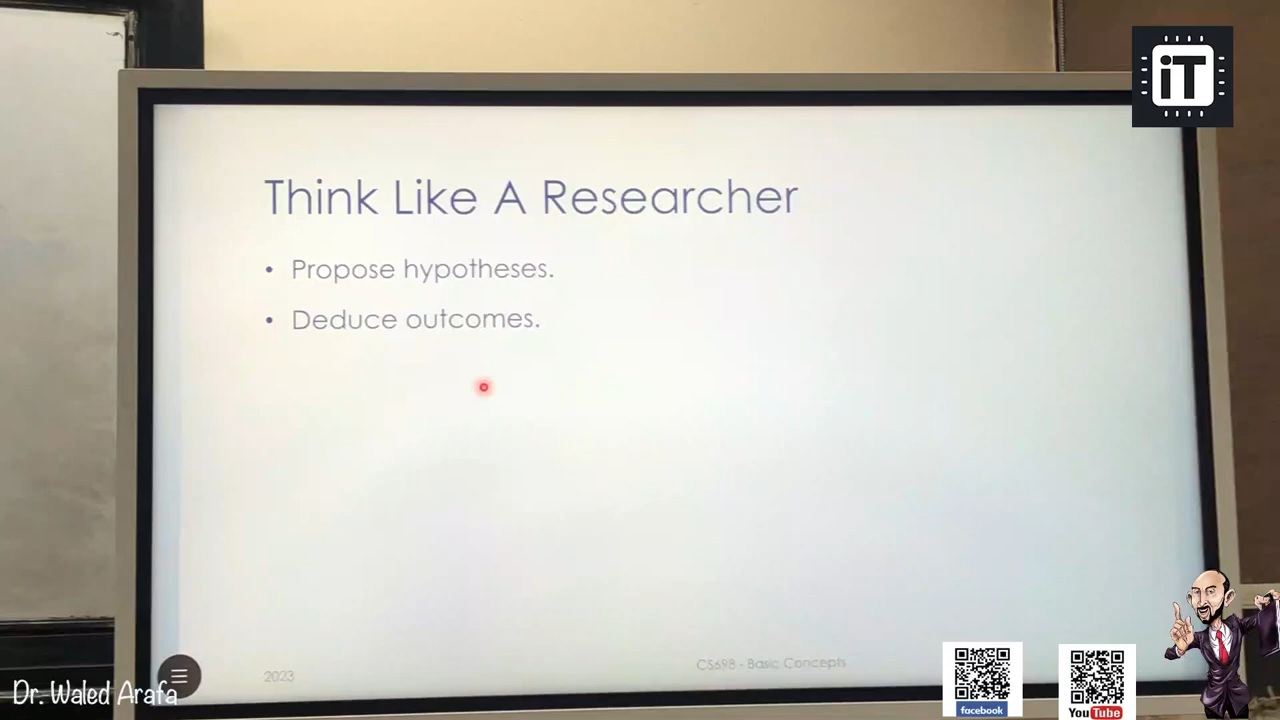 iT
Think Like A Researcher
• Propose hypotheses.
• Deduce outcomes.
2023
CS698 - Basic Concepts
Dr. Waled Arafa
facebook
YouTube